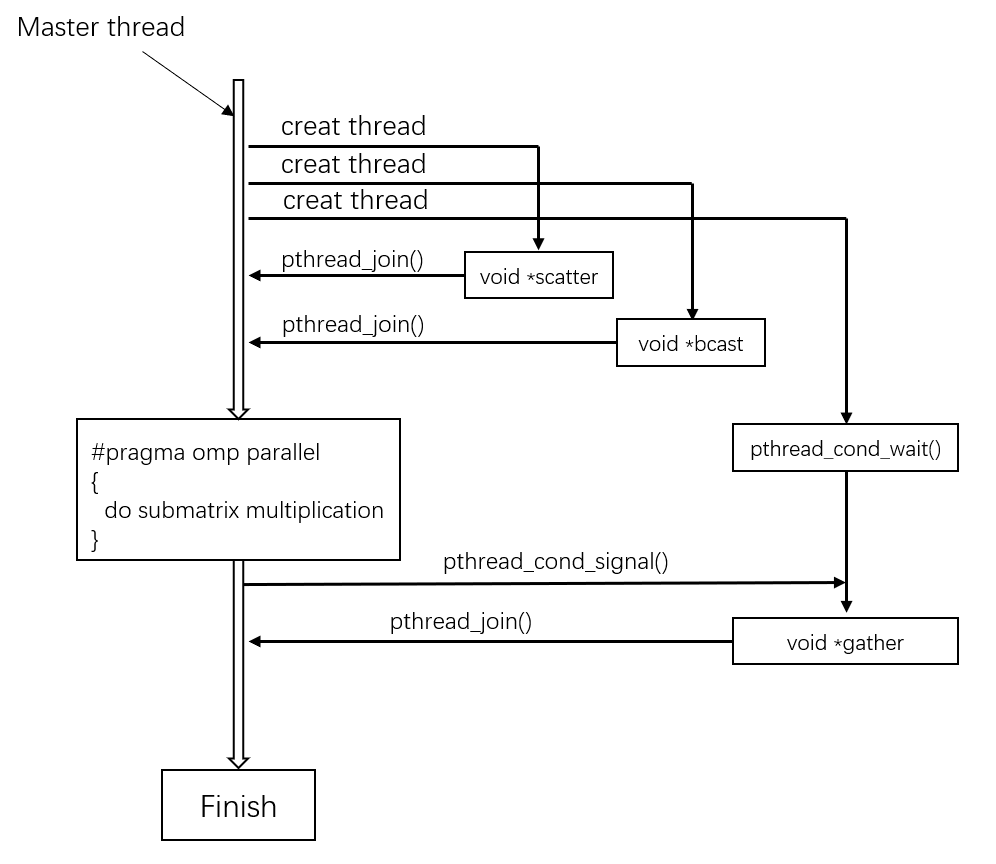 Master thread
creat thread
creat thread
creat thread
pthread_join()
void *scatter
pthread_join()
void *bcast
#pragma omp parallel
{
do submatrix multiplication
}
pthread_cond_wait()
pthread_cond_signal()
pthread_join()
void *gather
Finish